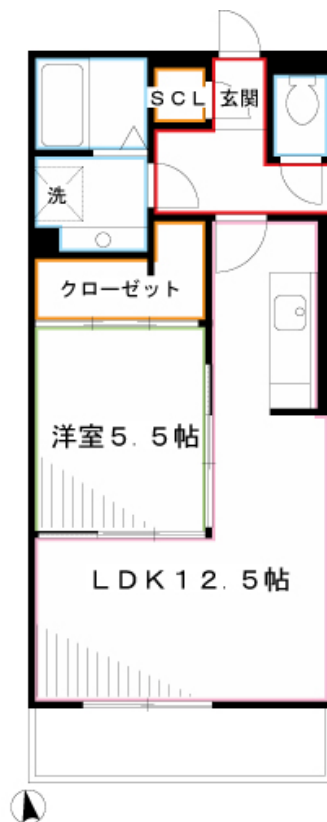 SCL
玄関
洗
クローゼット
洋室5.5帖
LDK12.5帖